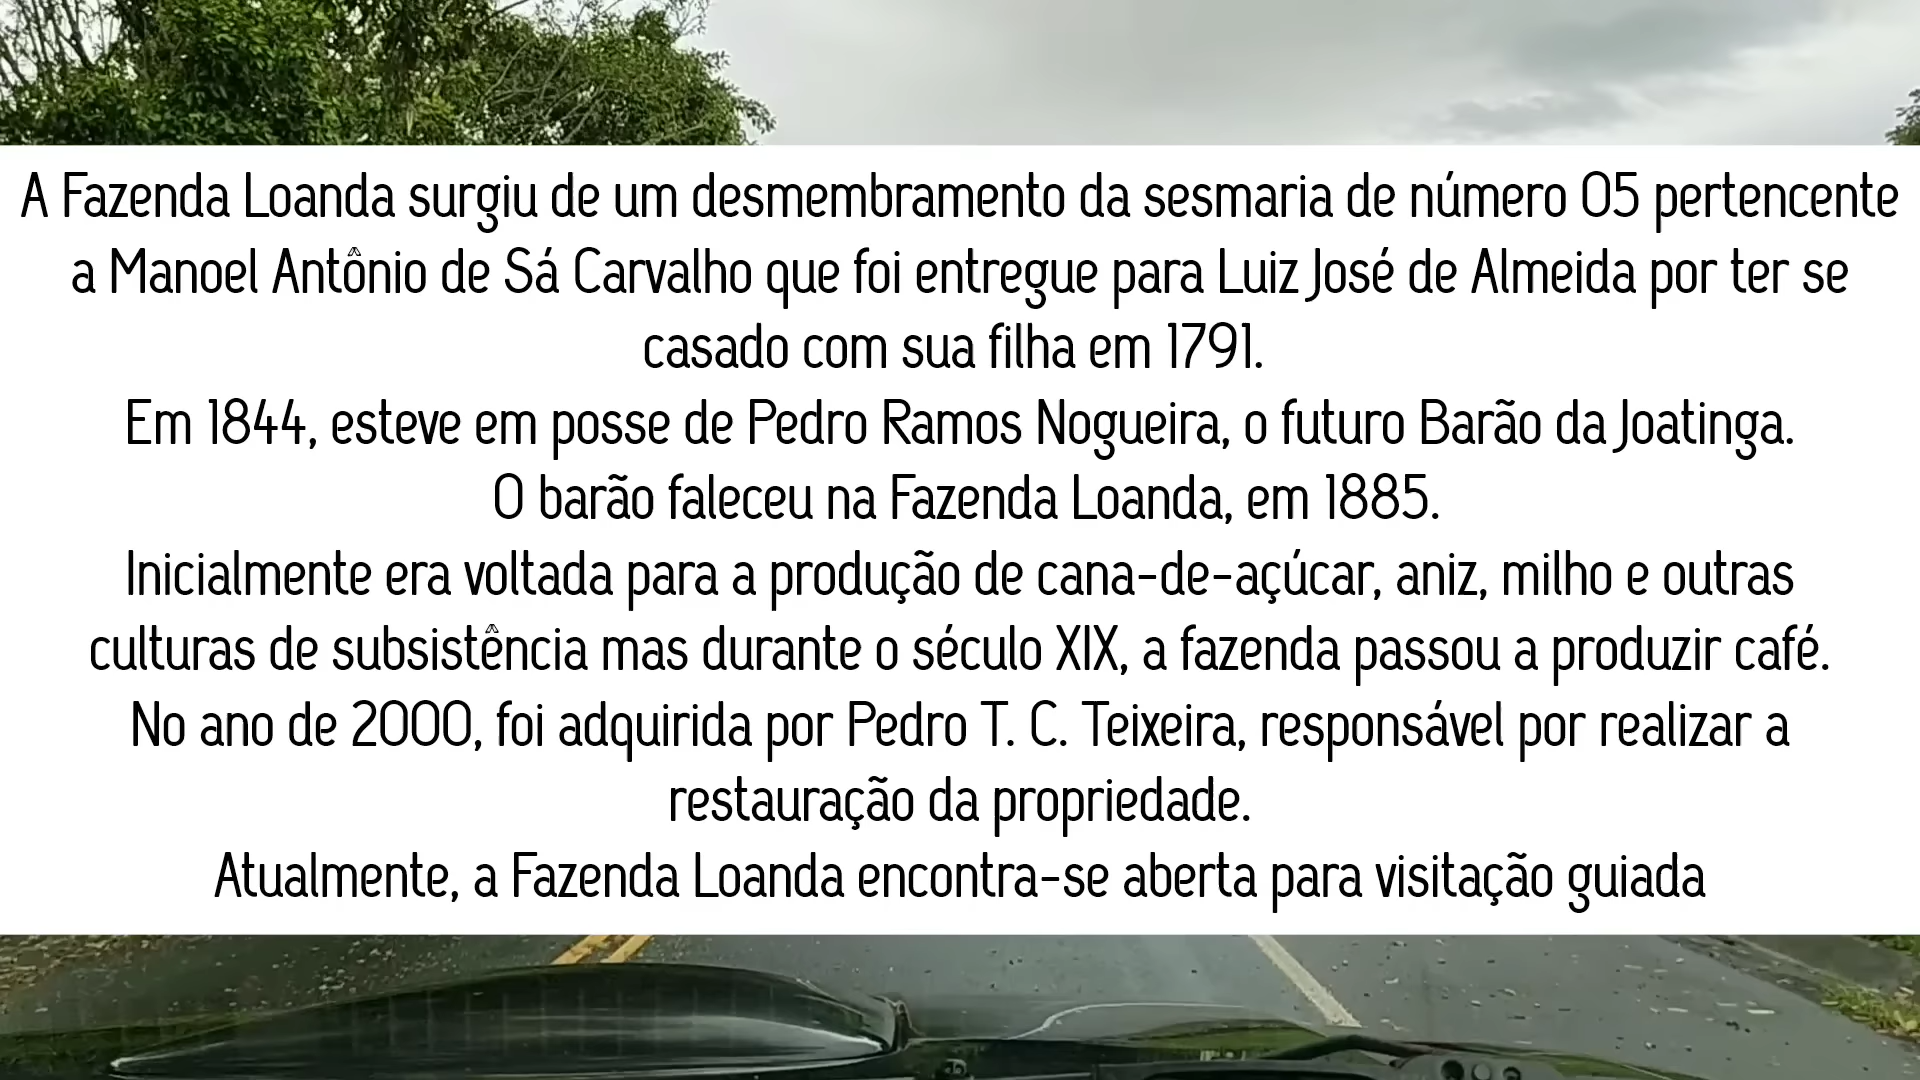 A Fazenda Loanda surgiu de um desmembramento da sesmaria de número 05 pertencente
a Manoel Antônio de Sá Carvalho que foi entregue para Luiz José de Almeida por ter se
casado com sua filha em 1791.
Em 1844, esteve em posse de Pedro Ramos Nogueira, o futuro Barão da Joatinga.
O barão faleceu na Fazenda Loanda, em 1885.
Inicialmente era voltada para a produção de cana-de-açúcar, aniz, milho e outras
culturas de subsistência mas durante o século XIX, a fazenda passou a produzir café.
No ano de 2000, foi adquirida por Pedro T. C. Teixeira, responsável por realizar a
restauração da propriedade.
Atualmente, a Fazenda Loanda encontra-se aberta para visitação guiada